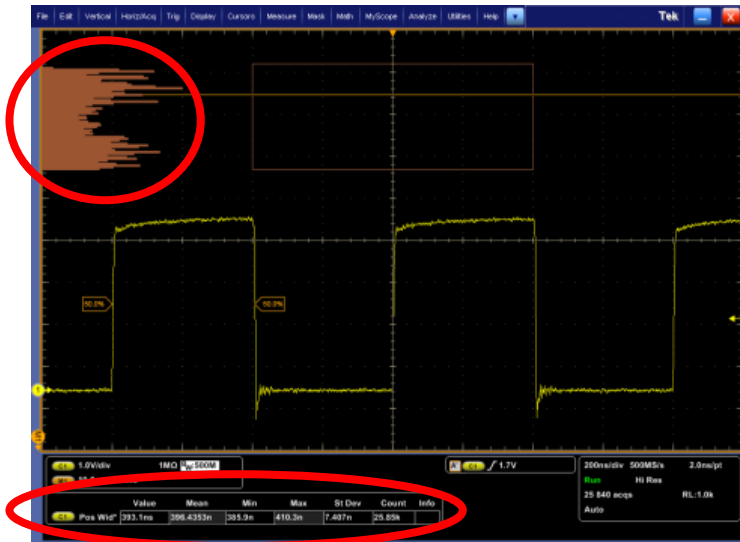 File Edit Vertical Horiz/Acq Trig Display Cursors Measure Mask Math MyScope Analyze Utilities Help Tek
50.0% 50.0%
1
C1 1.0V/div 1MΩ BW:500M
A' C1 1.7V
200ns/div 500MS/s 2.0ns/pt
Run Hi Res
25 840 acqs RL:1.0k
Auto
Value Mean Min Max St Dev Count Info
C1 Pos Wid* 393.1ns 396.4353n 385.9n 410.3n 7.407n 25.85k